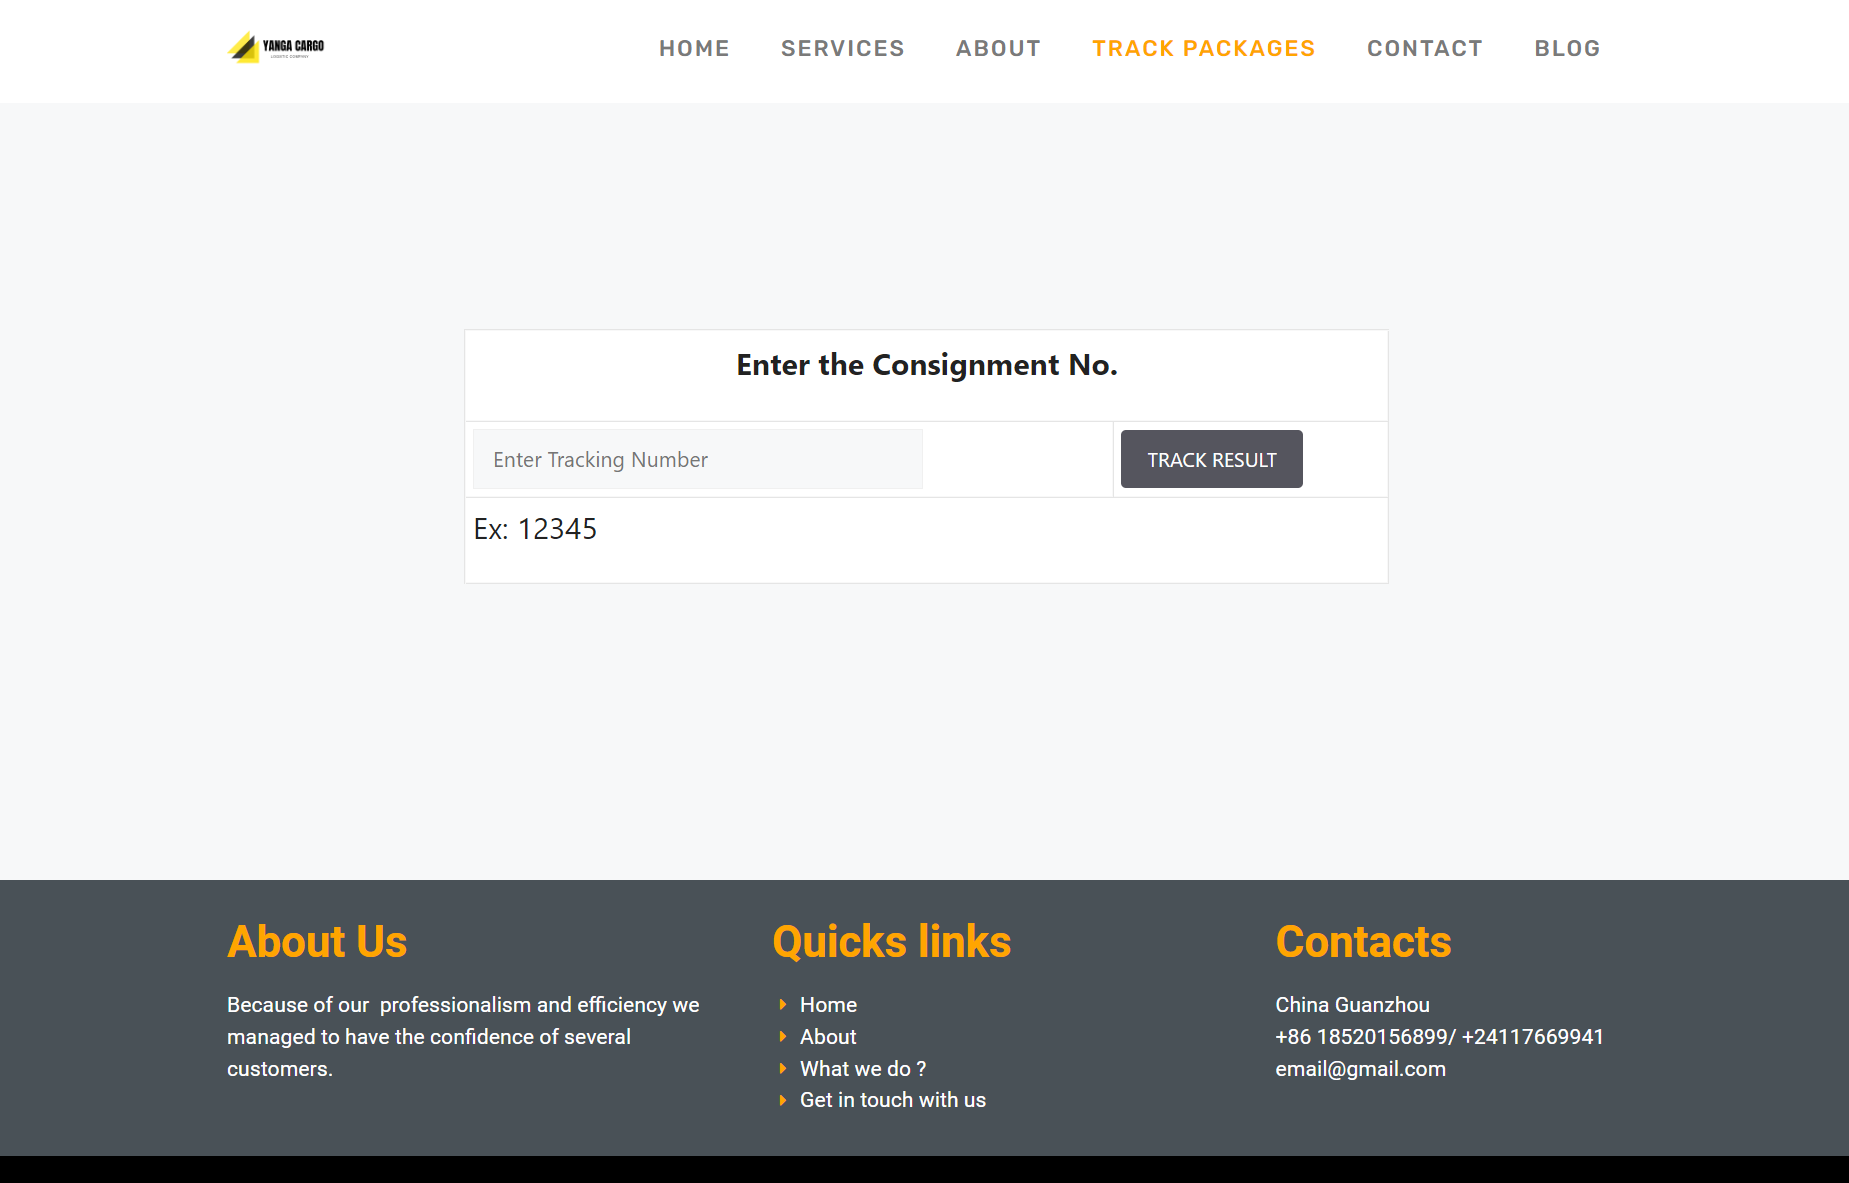 YANGA CARGO
LOGISTIC COMPANY
HOME SERVICES ABOUT TRACK PACKAGES CONTACT BLOG
Enter the Consignment No.
Enter Tracking Number
TRACK RESULT
Ex: 12345
About Us
Because of our  professionalism and efficiency we
managed to have the confidence of several
customers.
Quicks links
Home
About
What we do ?
Get in touch with us
Contacts
China Guanzhou
+86 18520156899/ +24117669941
email@gmail.com